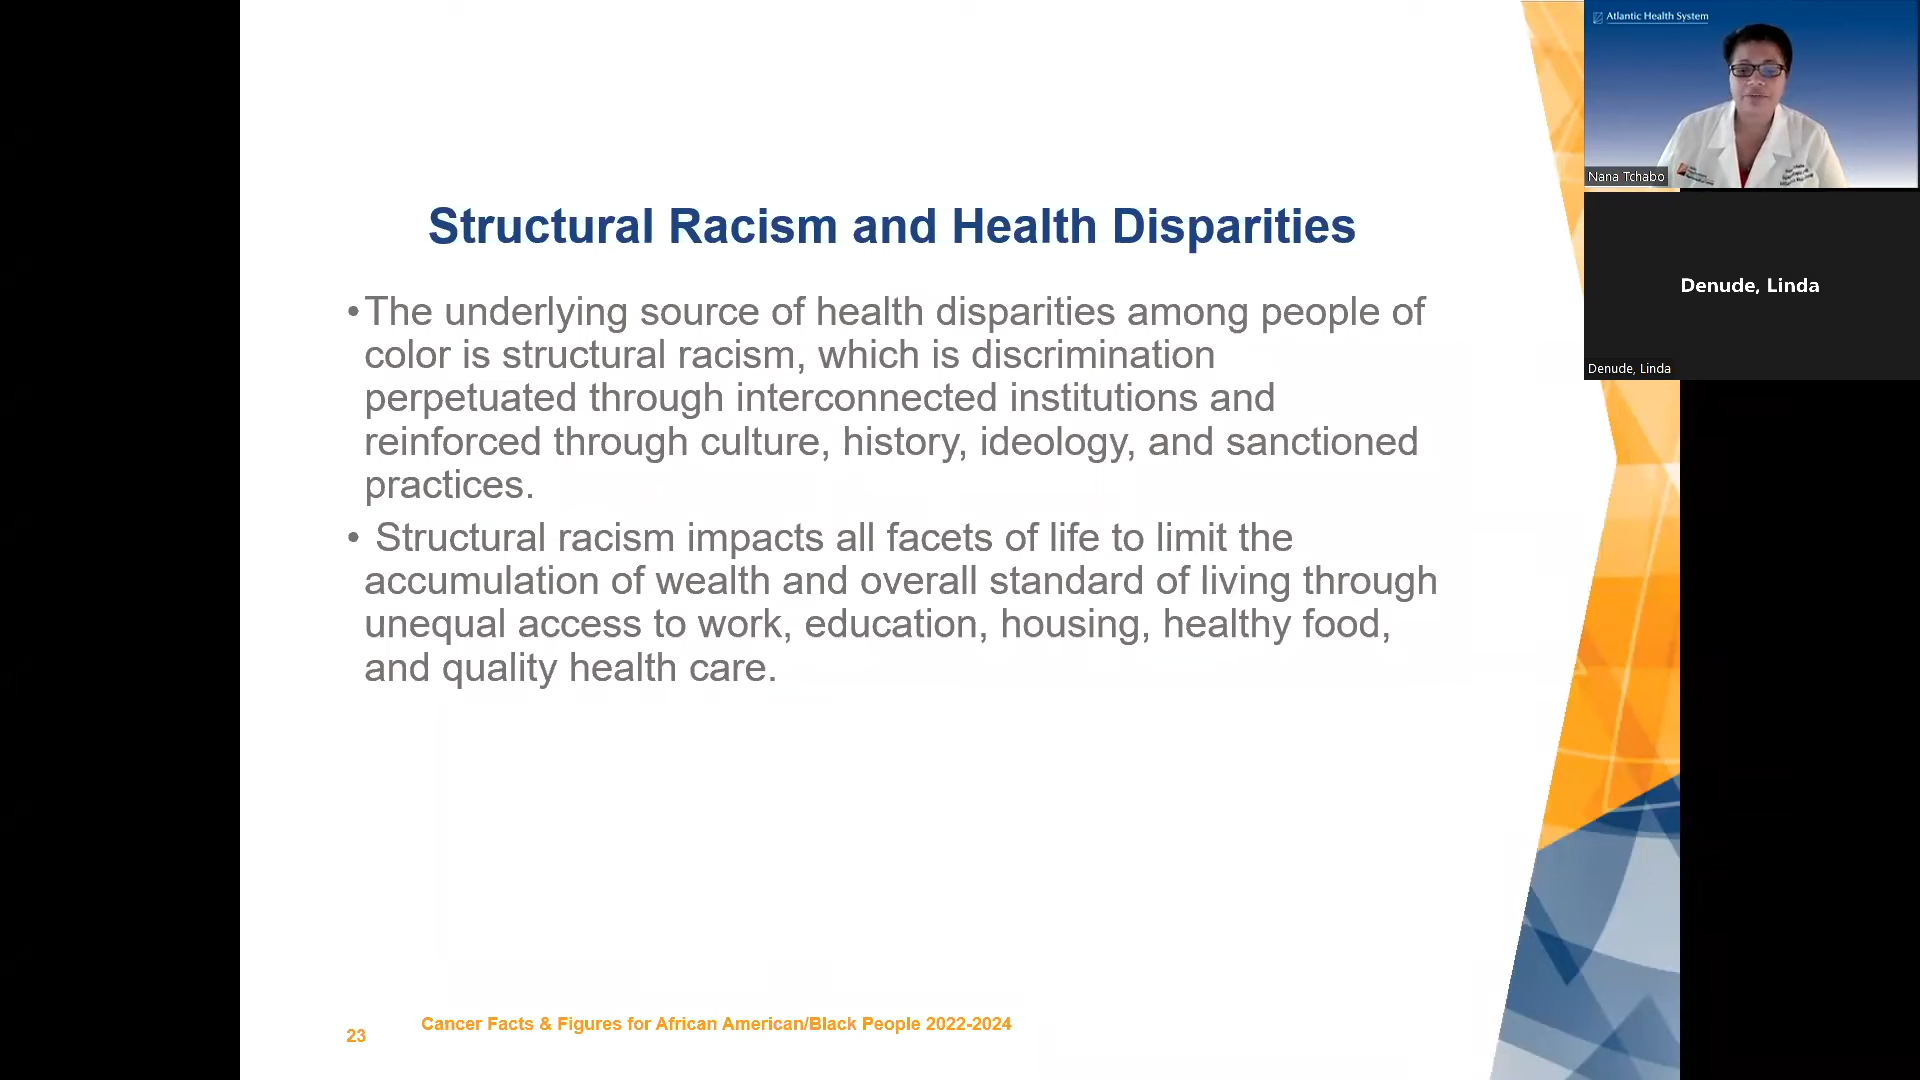 Structural Racism and Health Disparities
•The underlying source of health disparities among people of
color is structural racism, which is discrimination
perpetuated through interconnected institutions and
reinforced through culture, history, ideology, and sanctioned
practices.
• Structural racism impacts all facets of life to limit the
accumulation of wealth and overall standard of living through
unequal access to work, education, housing, healthy food,
and quality health care.
23
Cancer Facts & Figures for African American/Black People 2022-2024
Atlantic Health System
Nana Tchabo
Denude, Linda
Denude, Linda